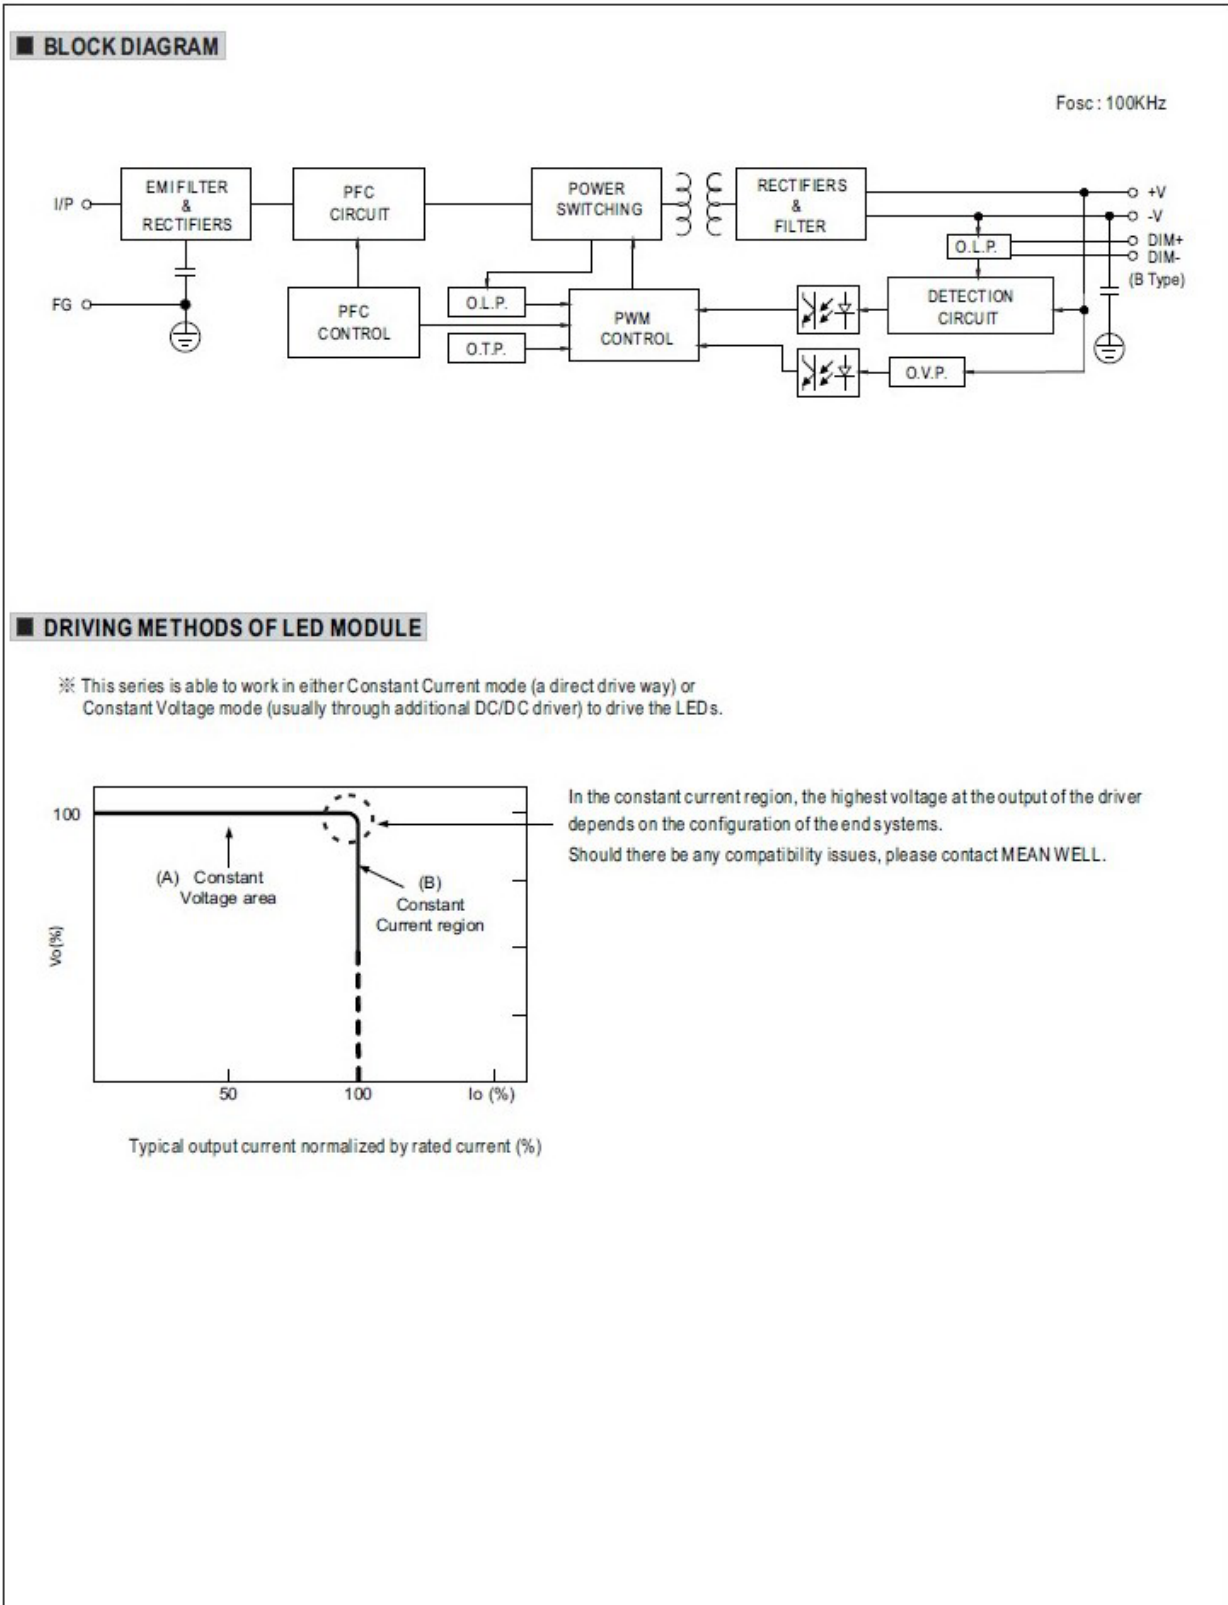 ■ BLOCK DIAGRAM
Fosc : 100KHz
I/P
EMI FILTER
&
RECTIFIERS
PFC
CIRCUIT
POWER
SWITCHING
RECTIFIERS
&
FILTER
+V
-V
DIM+
DIM-
(B Type)
O.L.P.
FG
PFC
CONTROL
O.L.P.
O.T.P.
PWM
CONTROL
DETECTION
CIRCUIT
O.V.P.
■ DRIVING METHODS OF LED MODULE
※ This series is able to work in either Constant Current mode (a direct drive way) or
Constant Voltage mode (usually through additional DC/DC driver) to drive the LEDs.
100
(A) Constant
Voltage area
(B)
Constant
Current region
Vo(%)
50
100
Io (%)
Typical output current normalized by rated current (%)
In the constant current region, the highest voltage at the output of the driver
depends on the configuration of the end systems.
Should there be any compatibility issues, please contact MEAN WELL.